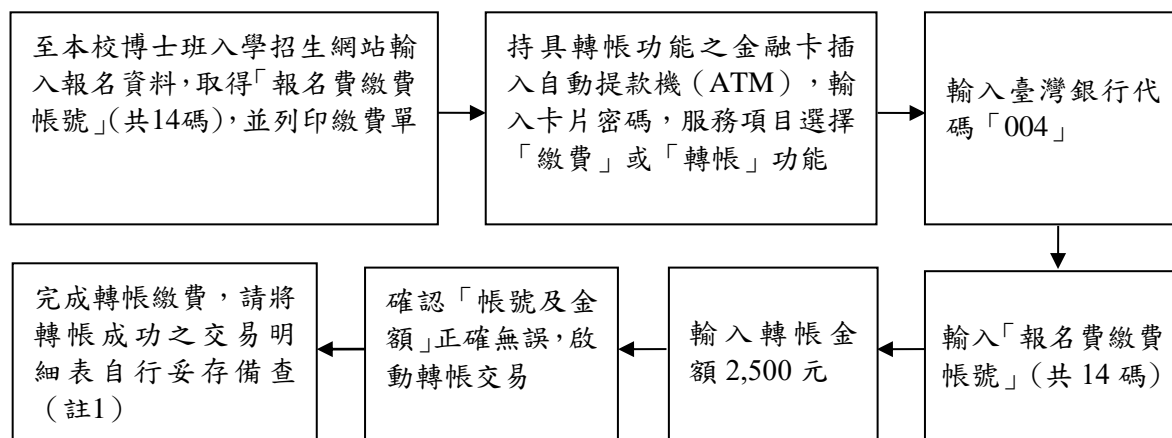 至本校博士班入學招生網站輸
入報名資料，取得「報名費繳費
帳號」（共14碼），並列印繳費單
持具轉帳功能之金融卡插
入自動提款機（ATM），輸
入卡片密碼，服務項目選擇
「繳費」或「轉帳」功能
輸入臺灣銀行代
碼「004」
輸入「報名費繳費
帳號」（共 14 碼）
輸入轉帳金
額 2,500 元
確認「帳號及金
額」正確無誤，啟
動轉帳交易
完成轉帳繳費，請將
轉帳成功之交易明
細表自行妥存備查
（註1）